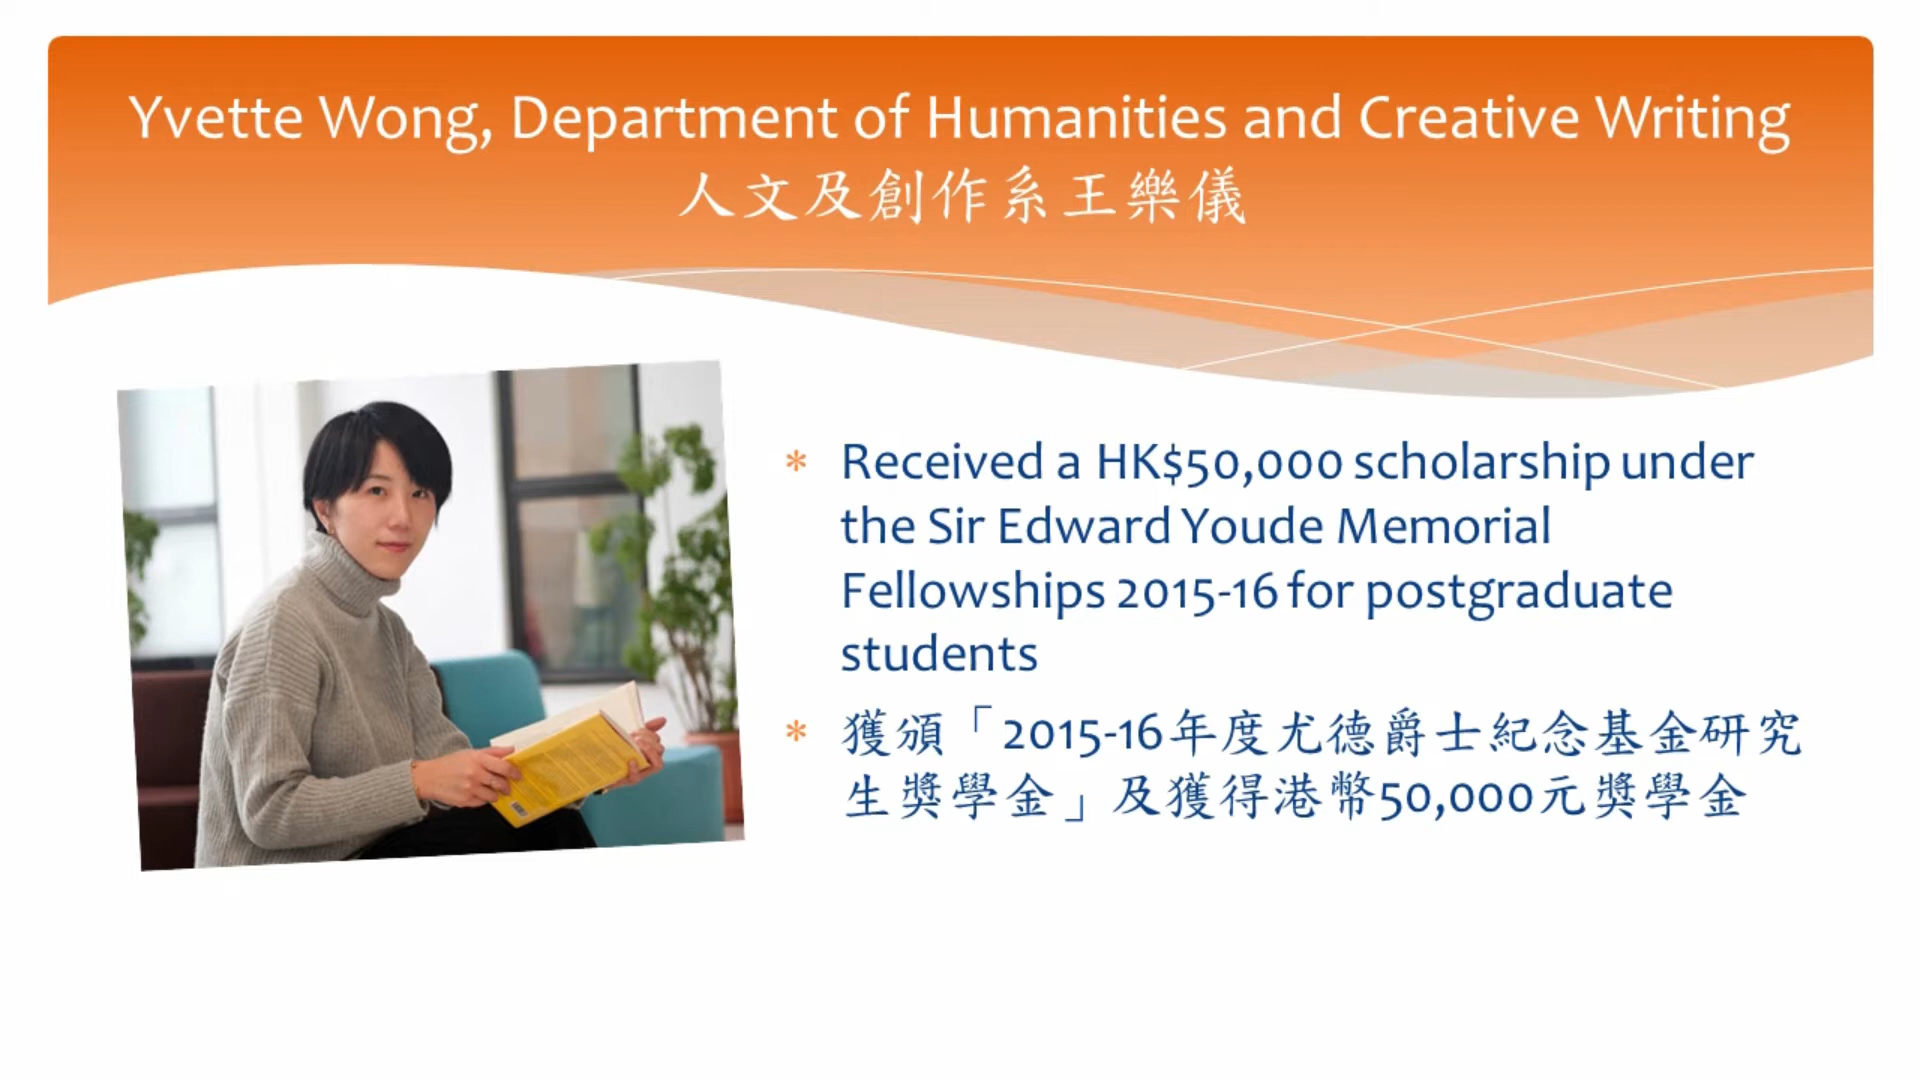 Yvette Wong, Department of Humanities and Creative Writing
人文及創作系王樂儀
* Received a HK$50,000 scholarship under
the Sir Edward Youde Memorial
Fellowships 2015-16 for postgraduate
students
* 獲頒「2015-16年度尤德爵士紀念基金研究
生獎學金」及獲得港幣50,000元獎學金